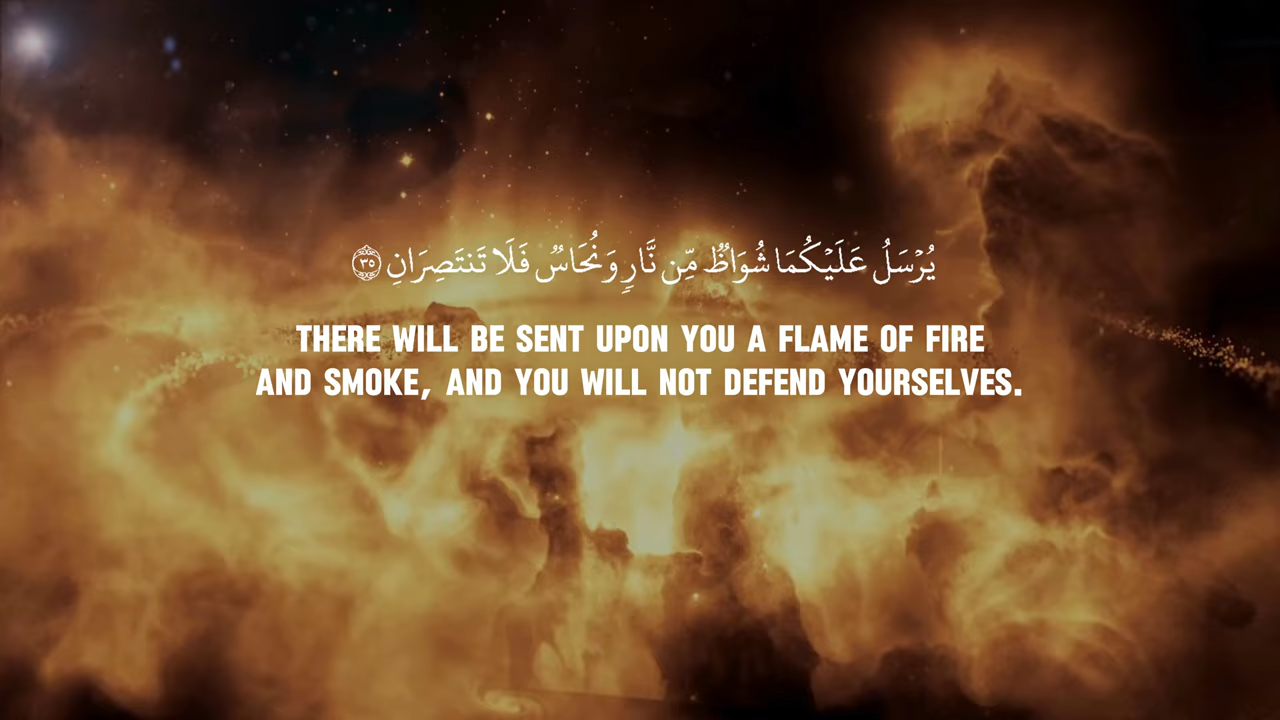 يُرْسَلُ عَلَيْكُمَا شُوَاظٌ مِّن نَّارٍ وَنُحَاسٌ فَلَا تَنتَصِرَانِ ٣٥
THERE WILL BE SENT UPON YOU A FLAME OF FIRE
AND SMOKE, AND YOU WILL NOT DEFEND YOURSELVES.